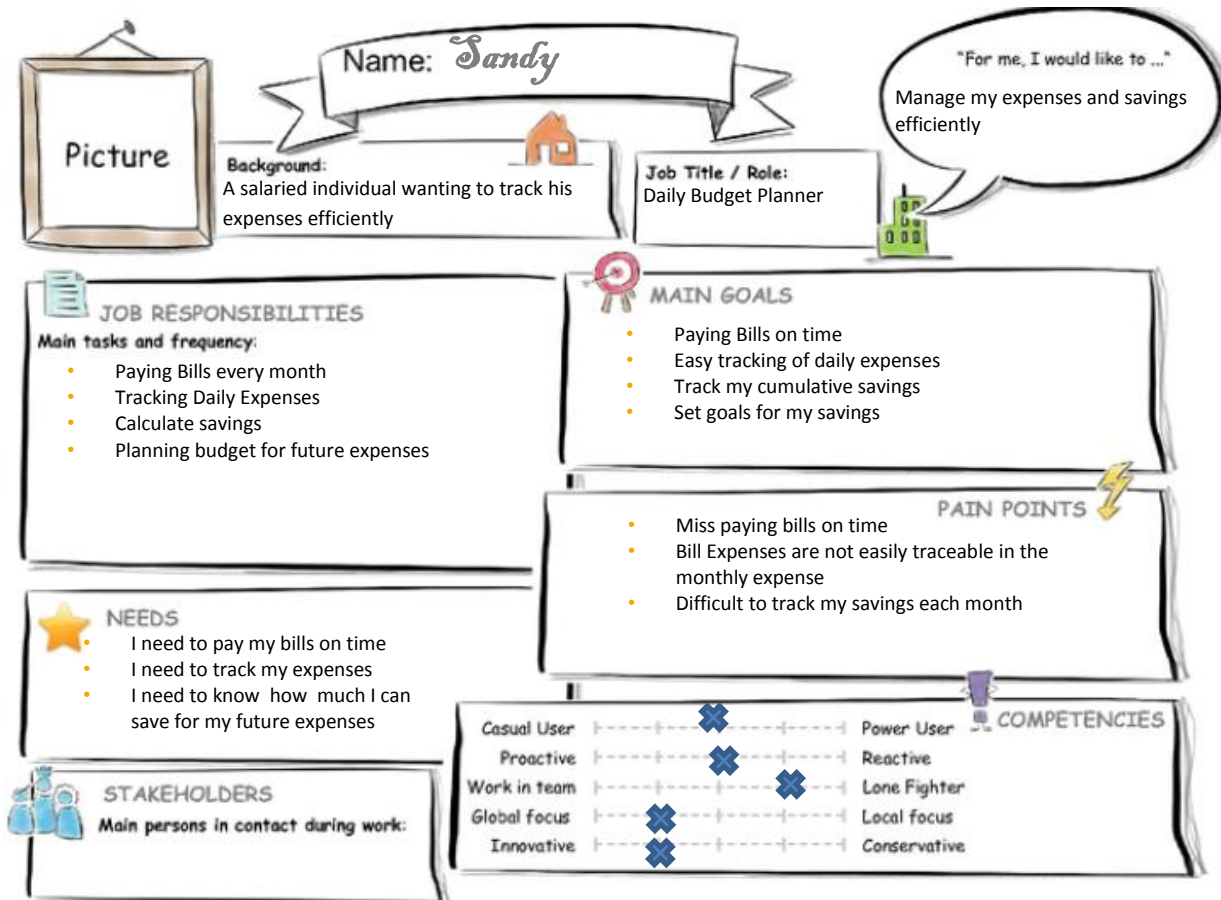 Name: Sandy
"For me, I would like to ..."
Manage my expenses and savings
efficiently
Picture
Background:
A salaried individual wanting to track his
expenses efficiently
Job Title / Role:
Daily Budget Planner
JOB RESPONSIBILITIES
Main tasks and frequency:
• Paying Bills every month
• Tracking Daily Expenses
• Calculate savings
• Planning budget for future expenses
MAIN GOALS
• Paying Bills on time
• Easy tracking of daily expenses
• Track my cumulative savings
• Set goals for my savings
PAIN POINTS
• Miss paying bills on time
• Bill Expenses are not easily traceable in the
monthly expense
• Difficult to track my savings each month
NEEDS
• I need to pay my bills on time
• I need to track my expenses
• I need to know how much I can
save for my future expenses
COMPETENCIES
Casual User Power User
Proactive Reactive
Work in team Lone Fighter
Global focus Local focus
Innovative Conservative
STAKEHOLDERS
Main persons in contact during work: